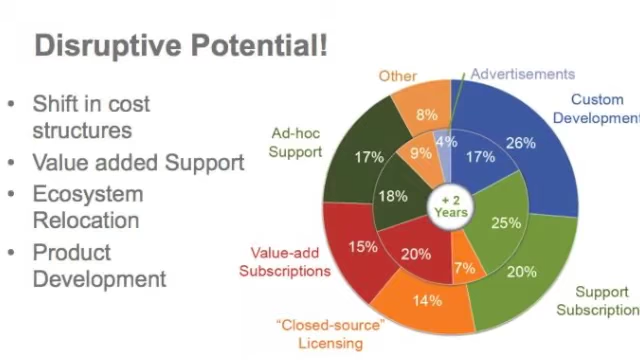 Disruptive Potential!
• Shift in cost
structures
• Value added Support
• Ecosystem
Relocation
• Product
Development
Other
Advertisements
Custom
Development
Ad-hoc
Support
Value-add
Subscriptions
"Closed-source"
Licensing
Support
Subscription
8%
26%
17%
4%
17%
9%
18%
+ 2
Years
25%
15%
20%
7%
20%
14%